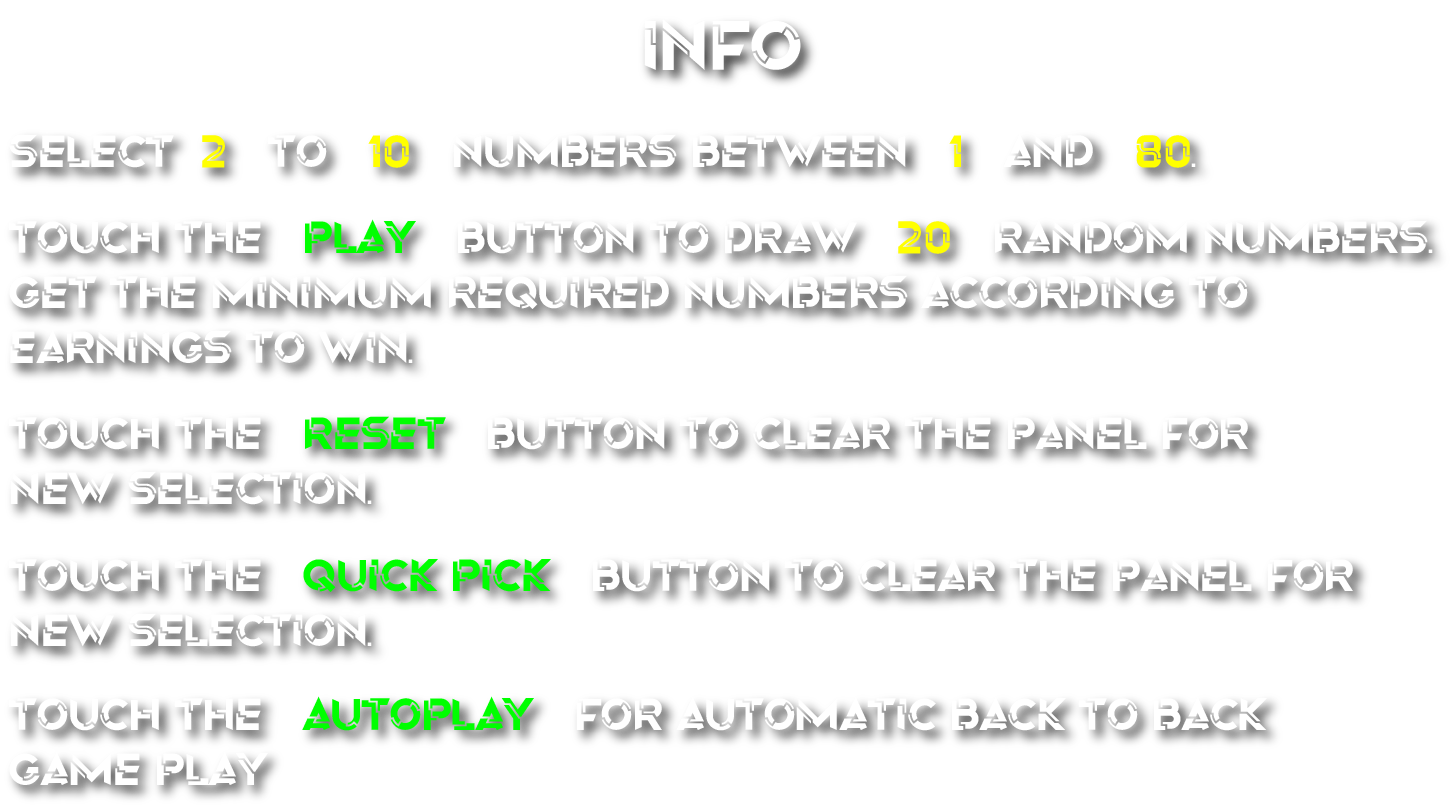 INFO
SELECT 2 TO 10 NUMBERS BETWEEN 1 AND 80.
TOUCH THE PLAY BUTTON TO DRAW 20 RANDOM NUMBERS.
GET THE MINIMUM REQUIRED NUMBERS ACCORDING TO
EARNINGS TO WIN.
TOUCH THE RESET BUTTON TO CLEAR THE PANEL FOR
NEW SELECTION.
TOUCH THE QUICK PICK BUTTON TO CLEAR THE PANEL FOR
NEW SELECTION.
TOUCH THE AUTOPLAY FOR AUTOMATIC BACK TO BACK
GAME PLAY